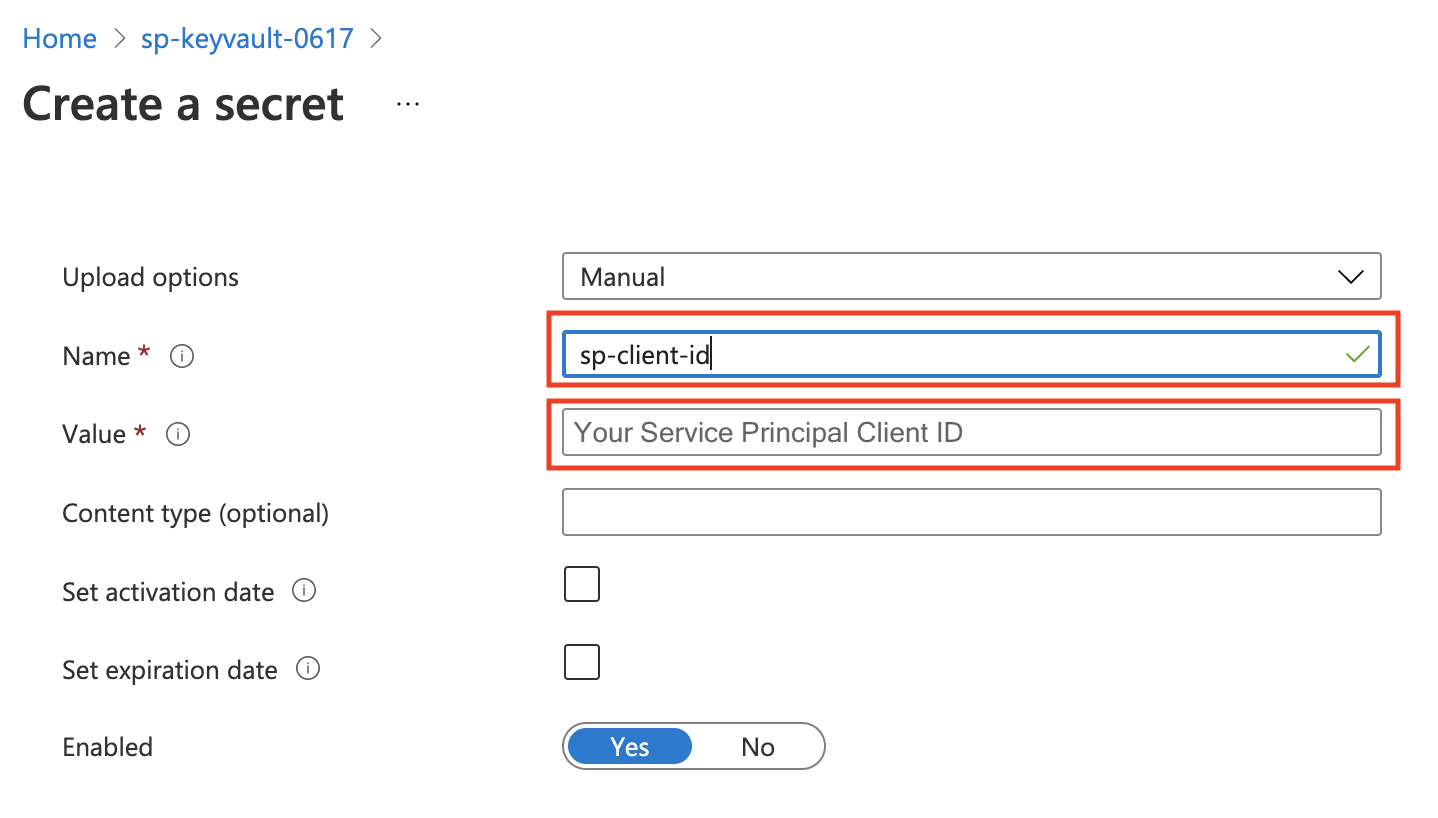 Home > sp-keyvault-0617 >
Create a secret ...
Upload options Manual
Name * sp-client-id
Value * Your Service Principal Client ID
Content type (optional)
Set activation date
Set expiration date
Enabled Yes No